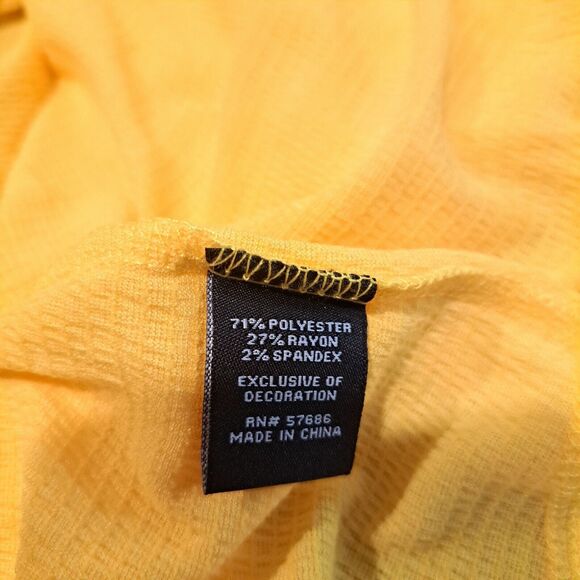 71% POLYESTER
27% RAYON
2% SPANDEX
EXCLUSIVE OF
DECORATION
RN# 57686
MADE IN CHINA